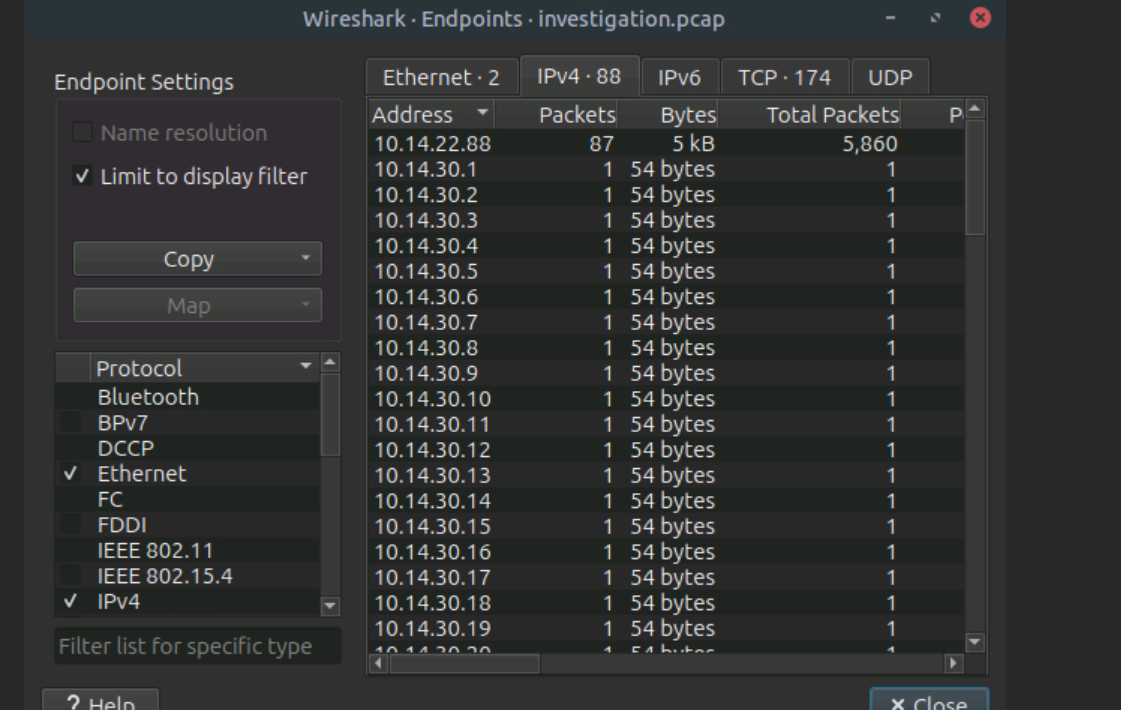 Wireshark · Endpoints · investigation.pcap
Endpoint Settings
Name resolution
Limit to display filter
Copy
Map
Protocol
Bluetooth
BPv7
DCCP
Ethernet
FC
FDDI
IEEE 802.11
IEEE 802.15.4
IPv4
Filter list for specific type
Ethernet · 2 IPv4 · 88 IPv6 TCP · 174 UDP
Address Packets Bytes Total Packets P
10.14.22.88 87 5 kB 5,860
10.14.30.1 1 54 bytes 1
10.14.30.2 1 54 bytes 1
10.14.30.3 1 54 bytes 1
10.14.30.4 1 54 bytes 1
10.14.30.5 1 54 bytes 1
10.14.30.6 1 54 bytes 1
10.14.30.7 1 54 bytes 1
10.14.30.8 1 54 bytes 1
10.14.30.9 1 54 bytes 1
10.14.30.10 1 54 bytes 1
10.14.30.11 1 54 bytes 1
10.14.30.12 1 54 bytes 1
10.14.30.13 1 54 bytes 1
10.14.30.14 1 54 bytes 1
10.14.30.15 1 54 bytes 1
10.14.30.16 1 54 bytes 1
10.14.30.17 1 54 bytes 1
10.14.30.18 1 54 bytes 1
10.14.30.19 1 54 bytes 1
10.14.30.20 1 54 bytes 1
? Help
× Close